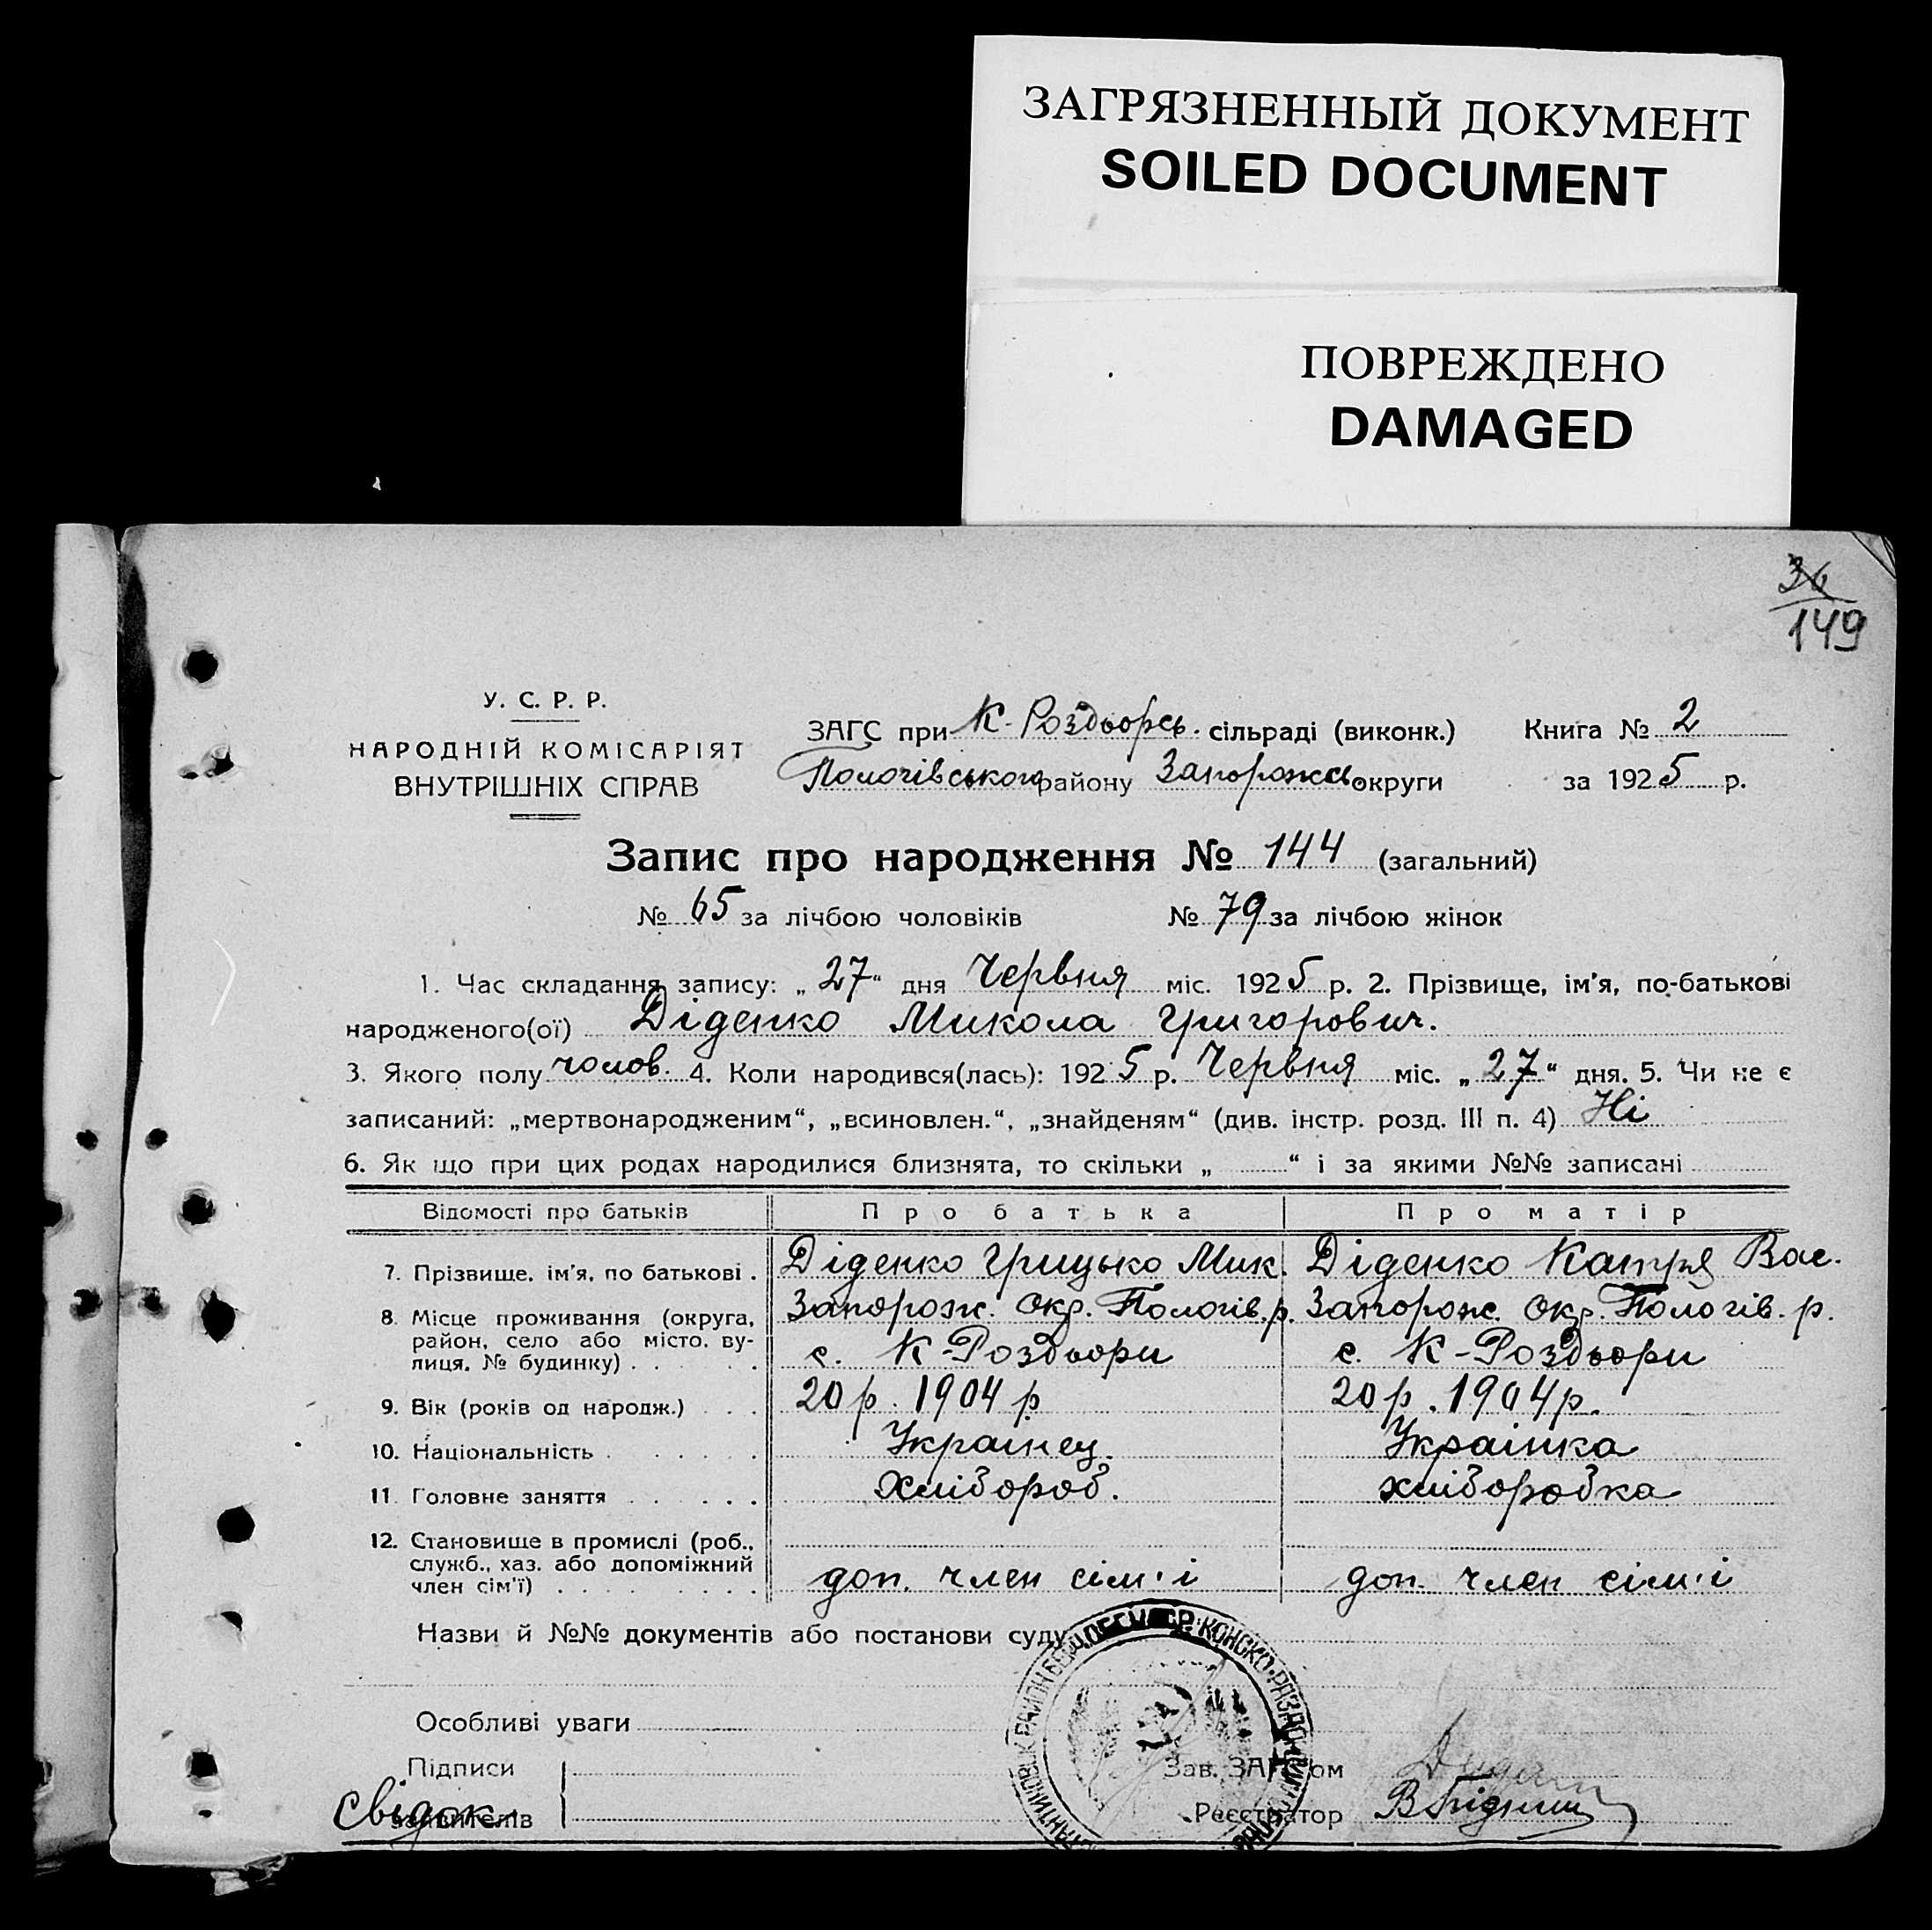 ЗАГРЯЗНЕННЫЙ ДОКУМЕНТ
SOILED DOCUMENT
ПОВРЕЖДЕНО
DAMAGED
36
149
У. С. Р. Р.
НАРОДНІЙ КОМІСАРІЯТ
ВНУТРІШНІХ СПРАВ
ЗАГС при К-Роздорсь. сільраді (виконк.) Книга № 2
Пологівського району Запорожсь округи за 1925 р.
Запис про народження № 144 (загальний)
№ 65 за лічбою чоловіків № 79 за лічбою жінок
1. Час складання запису: „27“ дня Червня міс. 1925 р. 2. Прізвище, ім'я, по-батькові
народженого(ої) Діденко Микола Григорович.
3. Якого полу чолов. 4. Коли народився(лась): 1925 р. Червня міс. „27“ дня. 5. Чи не є
записаний: „мертвонародженим“, „всиновлен.“, „знайденям“ (див. інстр. розд. III п. 4) Ні
6. Як що при цих родах народилися близнята, то скільки „ “ і за якими №№ записані
Відомості про батьків Про батька Про матір
7. Прізвище, ім'я, по батькові . Діденко Грицько Мик. Діденко Катря Вас.
8. Місце проживання (округа, Запорож. Окр. Пологів. р. Запорож. Окр. Пологів. р.
район, село або місто, ву-
лиця, № будинку) . . . . с. К-Роздори с. К-Роздори
9. Вік (років од народж.) . . . 20 р. 1904 р 20 р. 1904 р.
10. Національність . . . . . . Украінец. Украінка
11. Головне заняття . . . . . . Хлібороб. хліборобка
12. Становище в промислі (роб.,
служб., хаз. або допоміжний
член сім'ї) . . . . . . . . . доп. член сім'ї доп. член сім'ї
Назви й №№ документів або постанови суду
Особливі уваги
Підписи Зав. ЗАГСом
Свідок. заявителів Реєстратор
КОНСКО-РАЗДОРСКИЙ